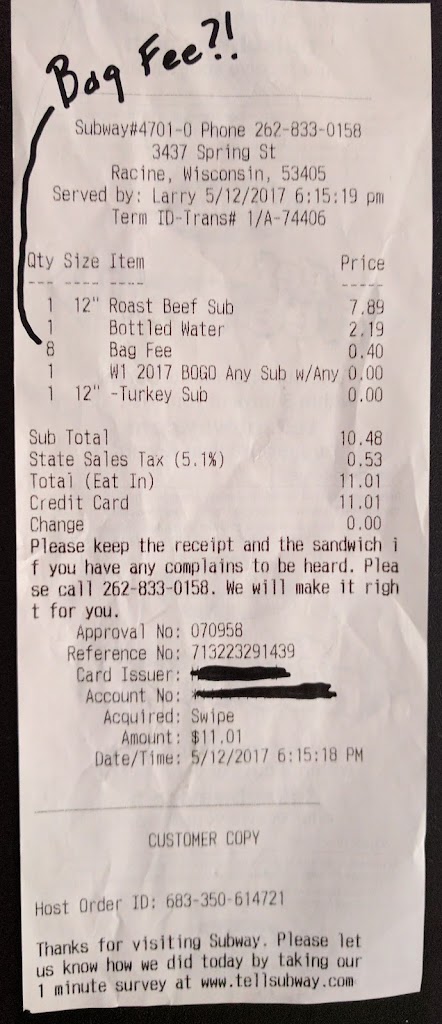 Bag Fee?!
Subway#4701-0 Phone 262-833-0158
3437 Spring St
Racine, Wisconsin, 53405
Served by: Larry 5/12/2017 6:15:19 pm
Term ID-Trans# 1/A-74406
Qty Size Item Price
--- ---- ---- -----
1 12" Roast Beef Sub 7.89
1 Bottled Water 2.19
8 Bag Fee 0.40
1 W1 2017 BOGO Any Sub w/Any 0.00
1 12" -Turkey Sub 0.00
Sub Total 10.48
State Sales Tax (5.1%) 0.53
Total (Eat In) 11.01
Credit Card 11.01
Change 0.00
Please keep the receipt and the sandwich i
f you have any complains to be heard. Plea
se call 262-833-0158. We will make it righ
t for you.
Approval No: 070958
Reference No: 713223291439
Card Issuer:
Account No:
Acquired: Swipe
Amount: $11.01
Date/Time: 5/12/2017 6:15:18 PM
CUSTOMER COPY
Host Order ID: 683-350-614721
Thanks for visiting Subway. Please let
us know how we did today by taking our
1 minute survey at www.tellsubway.com